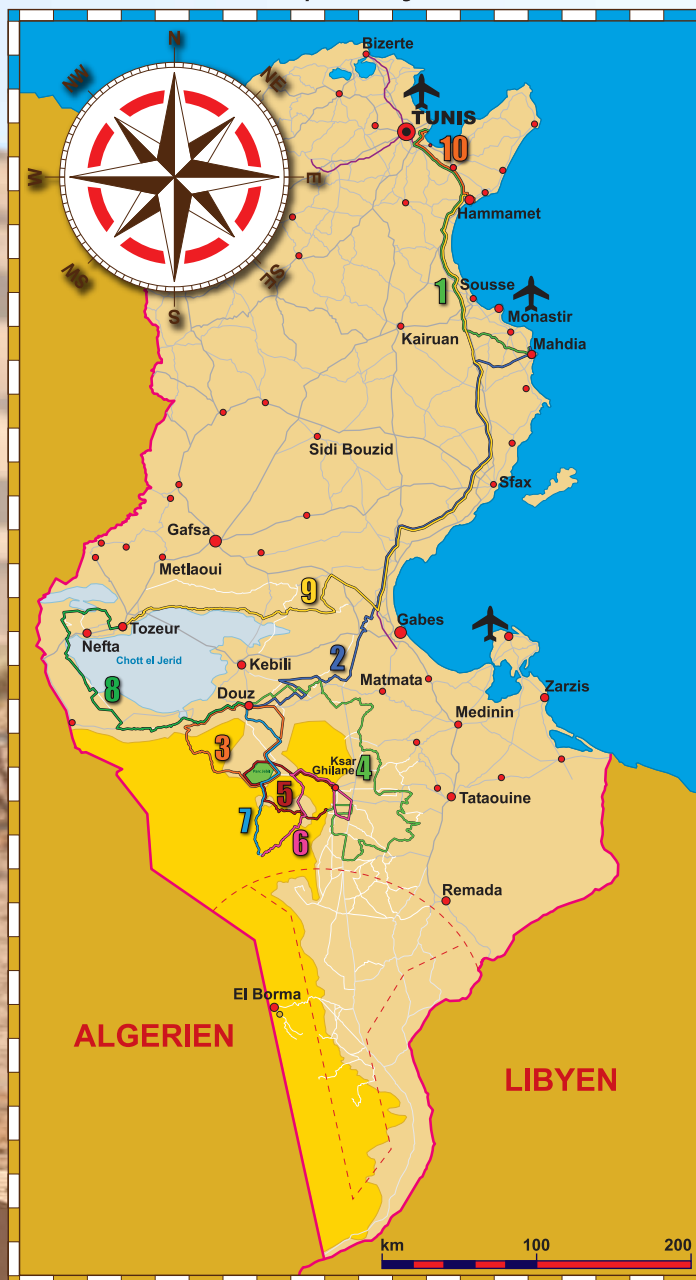 N
NE
E
SE
S
SW
W
NW
Bizerte
TUNIS
10
Hammamet
1
Sousse
Monastir
Kairuan
Mahdia
Sidi Bouzid
Sfax
Gafsa
Metlaoui
9
Tozeur
Nefta
Gabes
Chott el Jerid
Kebili
2
Matmata
8
Douz
Zarzis
Medinin
3
Ksar
Ghilane
4
5
Tataouine
7
6
Remada
El Borma
ALGERIEN
LIBYEN
km
100
200